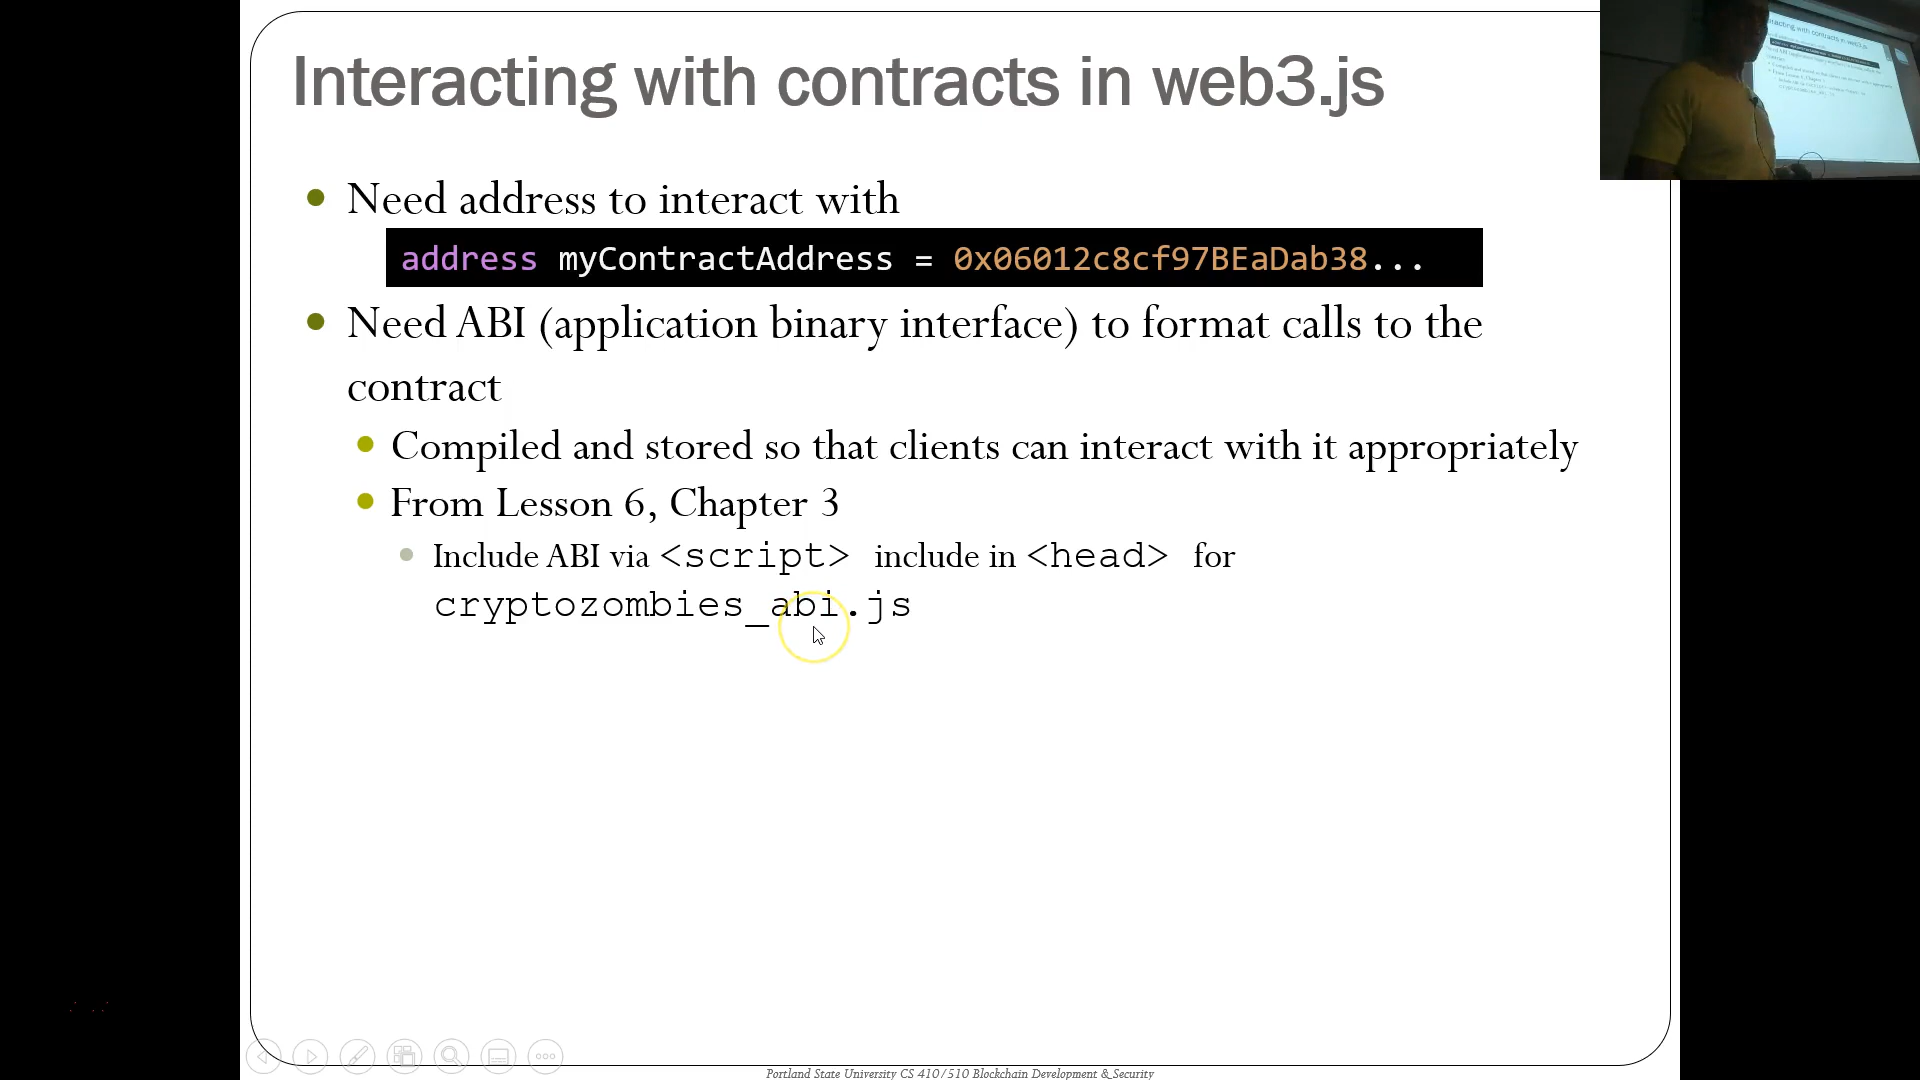 Interacting with contracts in web3.js
Need address to interact with
address myContractAddress = 0x06012c8cf97BEaDab38...
Need ABI (application binary interface) to format calls to the
contract
Compiled and stored so that clients can interact with it appropriately
From Lesson 6, Chapter 3
Include ABI via <script> include in <head> for
cryptozombies_abi.js
Portland State University CS 410/510 Blockchain Development & Security